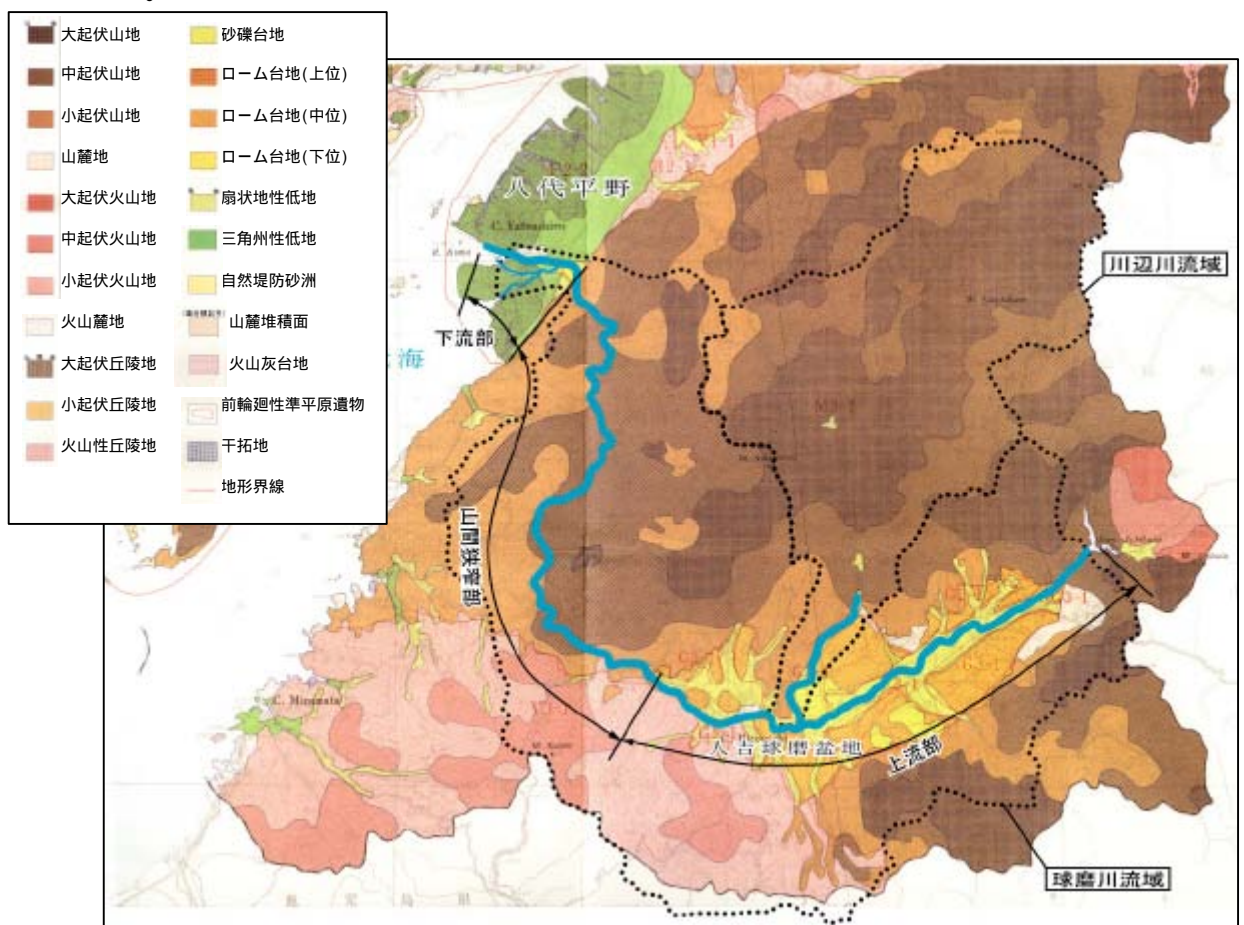 大起伏山地
中起伏山地
小起伏山地
山麓地
大起伏火山地
中起伏火山地
小起伏火山地
火山麓地
大起伏丘陵地
小起伏丘陵地
火山性丘陵地
砂礫台地
ローム台地(上位)
ローム台地(中位)
ローム台地(下位)
扇状地性低地
三角州性低地
自然堤防砂洲
山麓堆積面
火山灰台地
前輪廻性準平原遺物
干拓地
地形界線
八代平野
C. Yatsushiro
川辺川流域
下流部
海
山間狭窄部
C. Minamata
人吉球磨盆地
上流部
球磨川流域